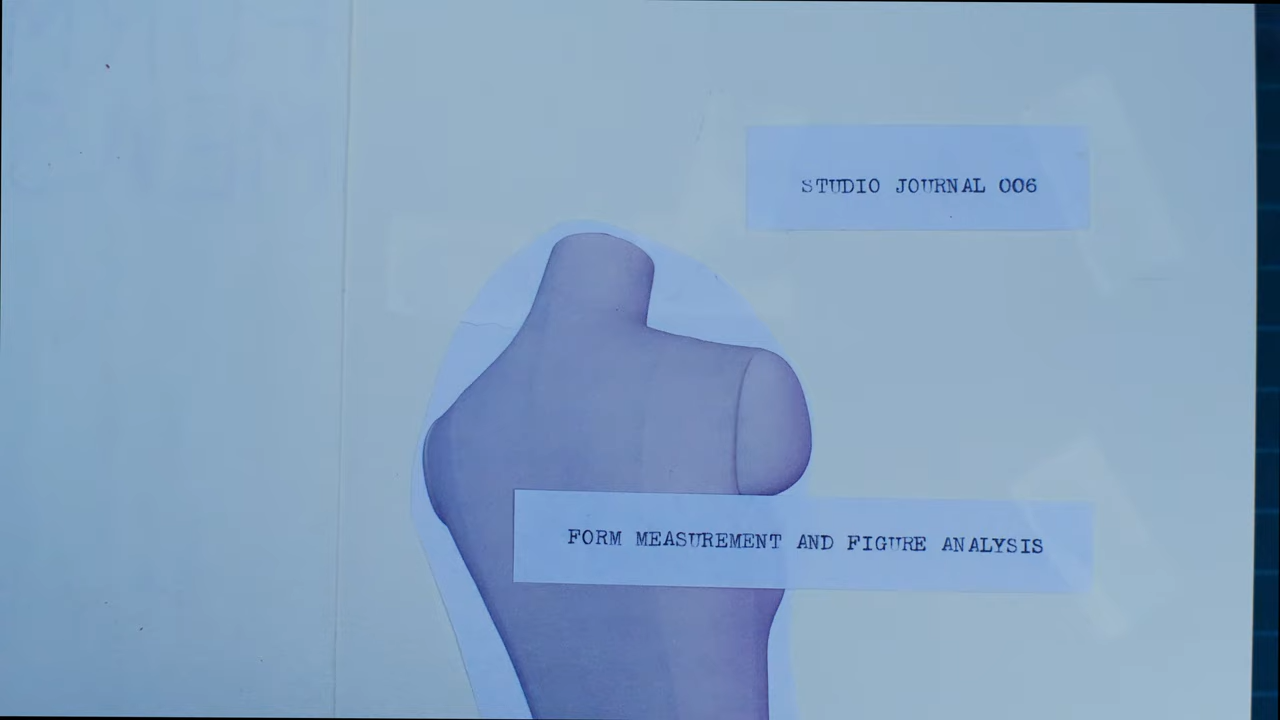 STUDIO JOURNAL 006
FORM MEASUREMENT AND FIGURE ANALYSIS